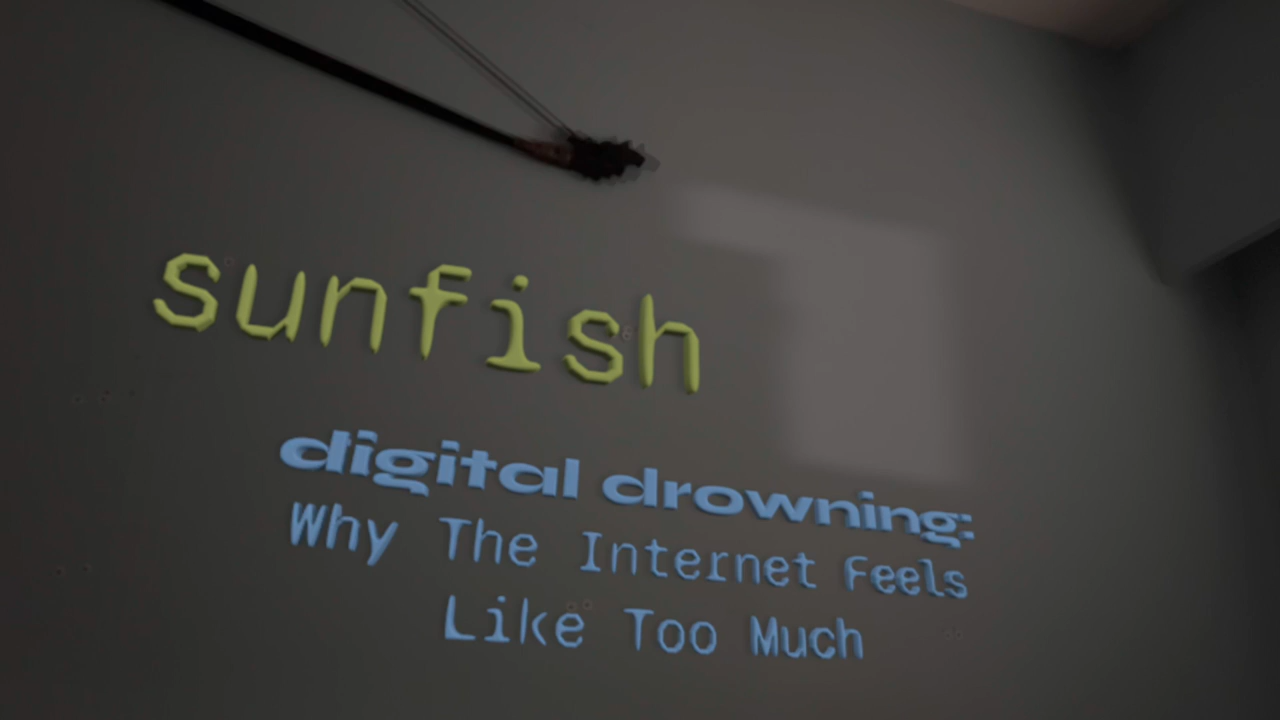 sunfish
digital drowning:
Why The Internet Feels
Like Too Much